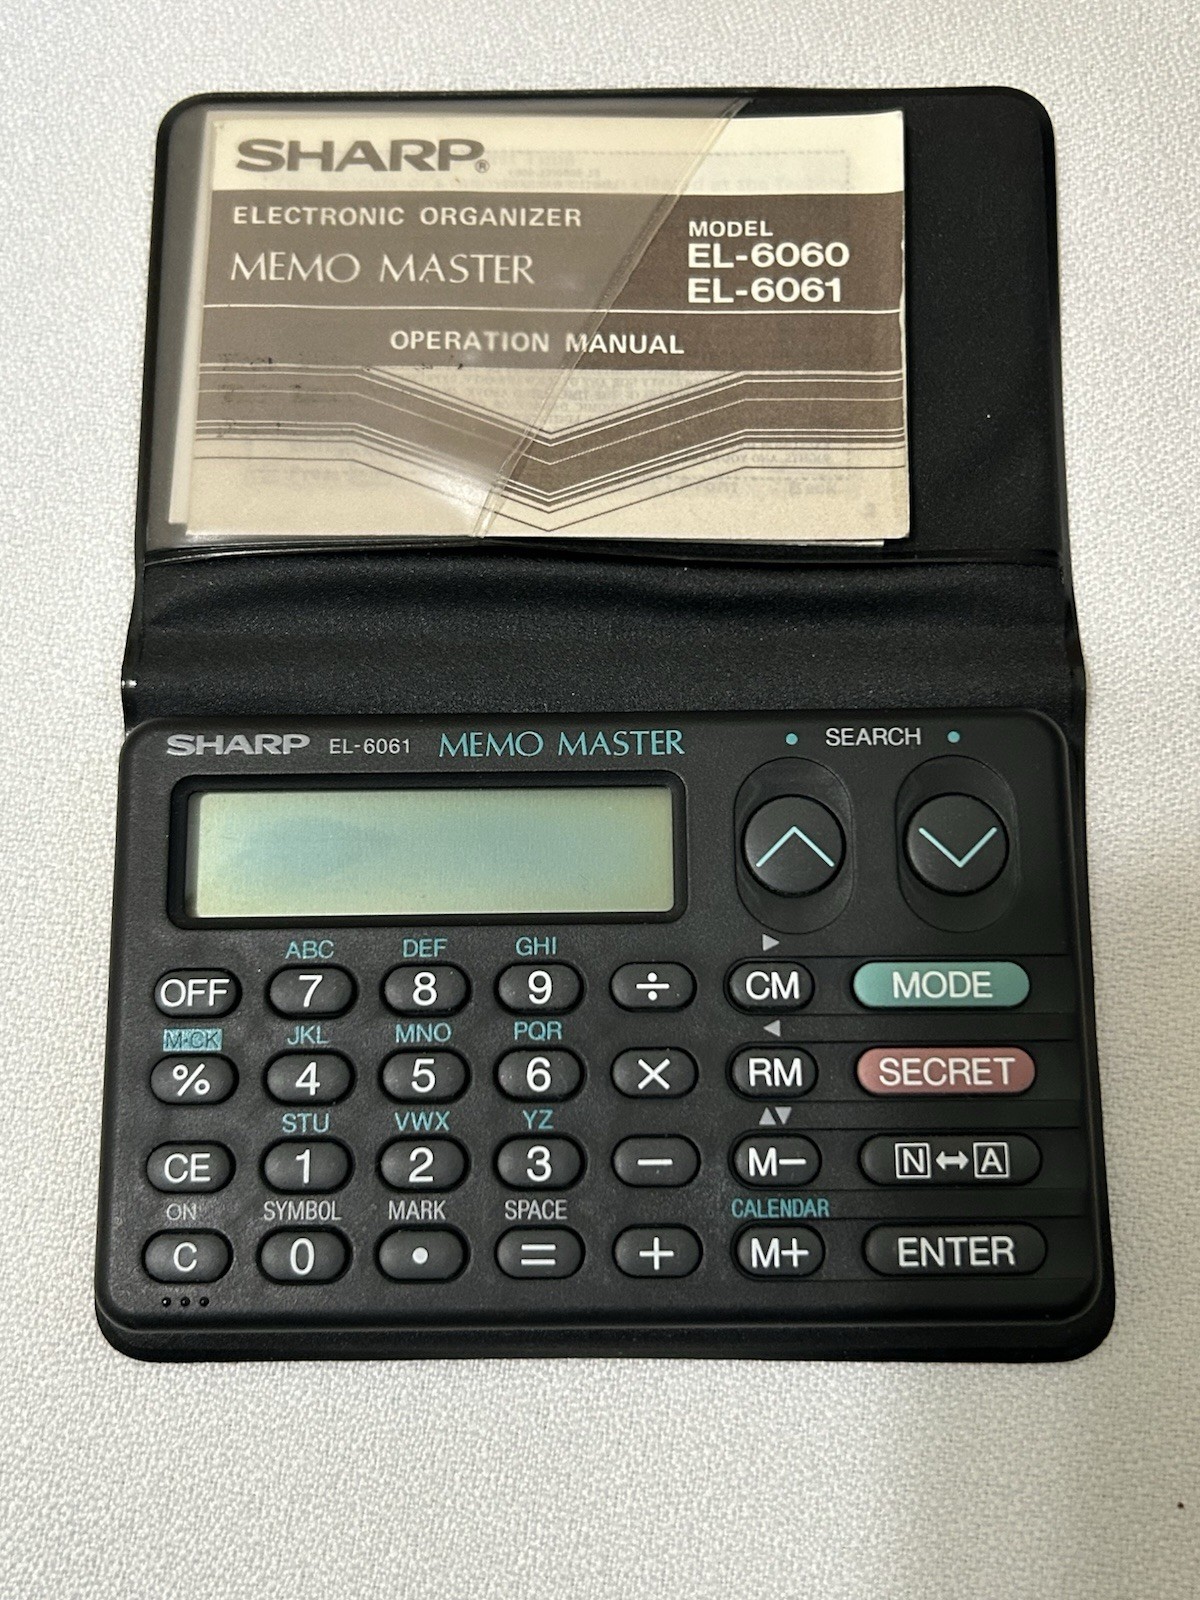 SHARP®
ELECTRONIC ORGANIZER
MEMO MASTER
MODEL
EL-6060
EL-6061
OPERATION MANUAL
SHARP EL-6061 MEMO MASTER
• SEARCH •
ABC DEF GHI
OFF 7 8 9 ÷ CM MODE
M•CK JKL MNO PQR
% 4 5 6 × RM SECRET
STU VWX YZ
CE 1 2 3 − M− N↔A
ON SYMBOL MARK SPACE CALENDAR
C 0 • = + M+ ENTER